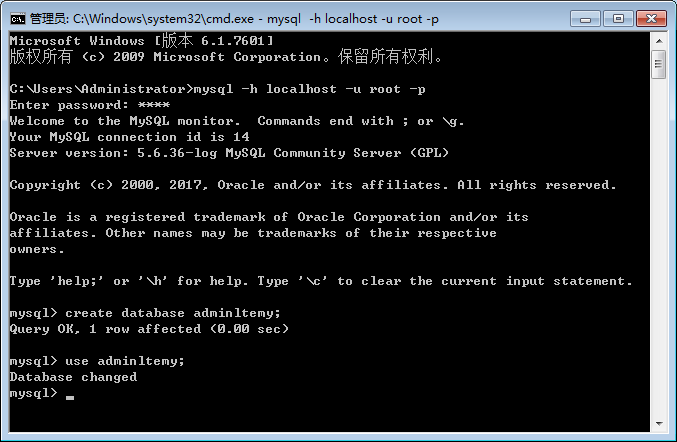 管理员: C:\Windows\system32\cmd.exe - mysql -h localhost -u root -p
Microsoft Windows [版本 6.1.7601]
版权所有 (c) 2009 Microsoft Corporation。保留所有权利。
C:\Users\Administrator>mysql -h localhost -u root -p
Enter password: ****
Welcome to the MySQL monitor.  Commands end with ; or \g.
Your MySQL connection id is 14
Server version: 5.6.36-log MySQL Community Server (GPL)
Copyright (c) 2000, 2017, Oracle and/or its affiliates. All rights reserved.
Oracle is a registered trademark of Oracle Corporation and/or its
affiliates. Other names may be trademarks of their respective
owners.
Type 'help;' or '\h' for help. Type '\c' to clear the current input statement.
mysql> create database adminltemy;
Query OK, 1 row affected (0.00 sec)
mysql> use adminltemy;
Database changed
mysql>